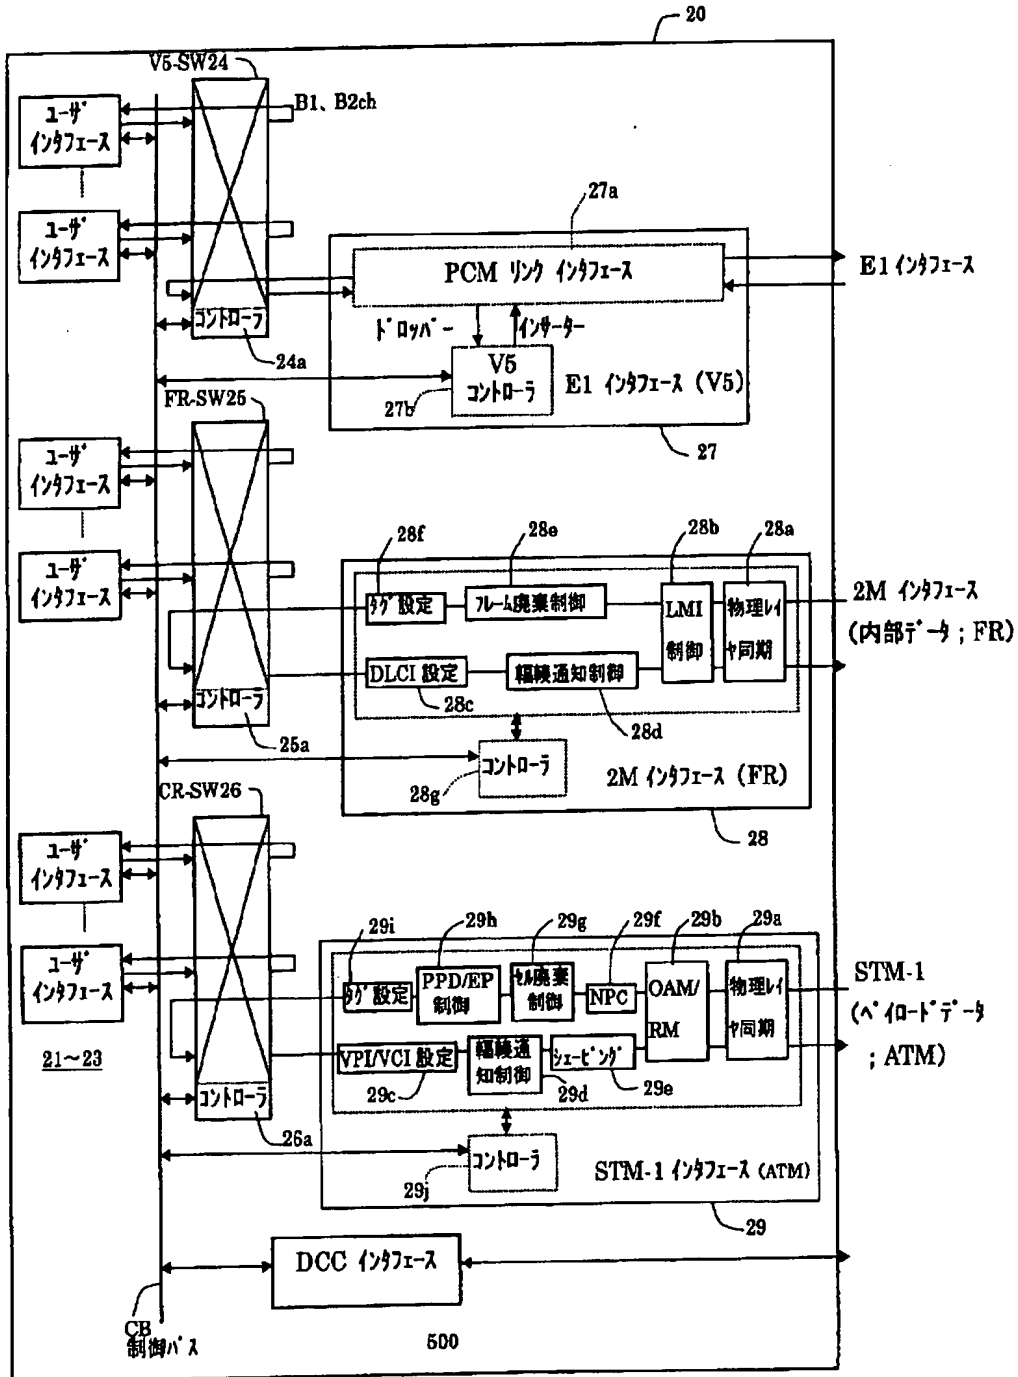 20
V5-SW24
ユーザ
インタフェース
B1、B2ch
ユーザ
インタフェース
27a
PCM リンク インタフェース
E1 インタフェース
ドロッパー
インサーター
コントローラ
24a
V5
コントローラ
27b
E1 インタフェース (V5)
27
FR-SW25
ユーザ
インタフェース
ユーザ
インタフェース
28f
28e
28b
28a
タグ設定
フレーム廃棄制御
LMI
制御
物理レイ
ヤ同期
2M インタフェース
(内部データ ; FR)
DLCI 設定
28c
輻輳通知制御
28d
コントローラ
25a
コントローラ
28g
2M インタフェース (FR)
28
CR-SW26
ユーザ
インタフェース
ユーザ
インタフェース
29i
29h
29g
29f
29b
29a
タグ設定
PPD/EP
制御
セル廃棄
制御
NPC
OAM/
RM
物理レイ
ヤ同期
STM-1
(ペイロードデータ
; ATM)
VPI/VCI 設定
29c
輻輳通
知制御
29d
シェーピング
29e
21~23
コントローラ
26a
コントローラ
29j
STM-1 インタフェース (ATM)
29
DCC インタフェース
CB
制御バス
500